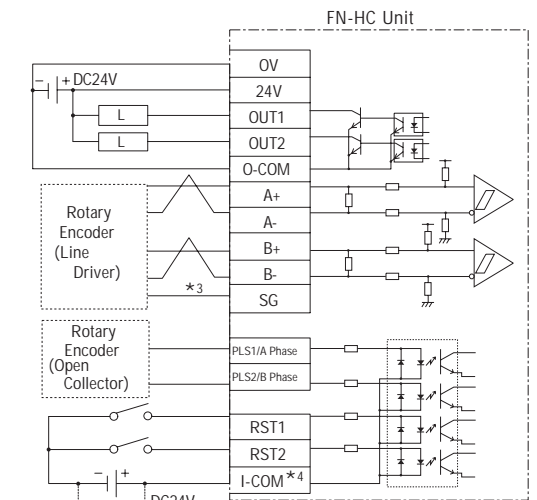 FN-HC Unit
0V
- + DC24V
24V
L
OUT1
L
OUT2
O-COM
A+
A-
Rotary
Encoder
(Line
Driver)
B+
B-
*3
SG
Rotary
Encoder
(Open
Collector)
PLS1/A Phase
PLS2/B Phase
RST1
RST2
I-COM*4
- +
DC24V